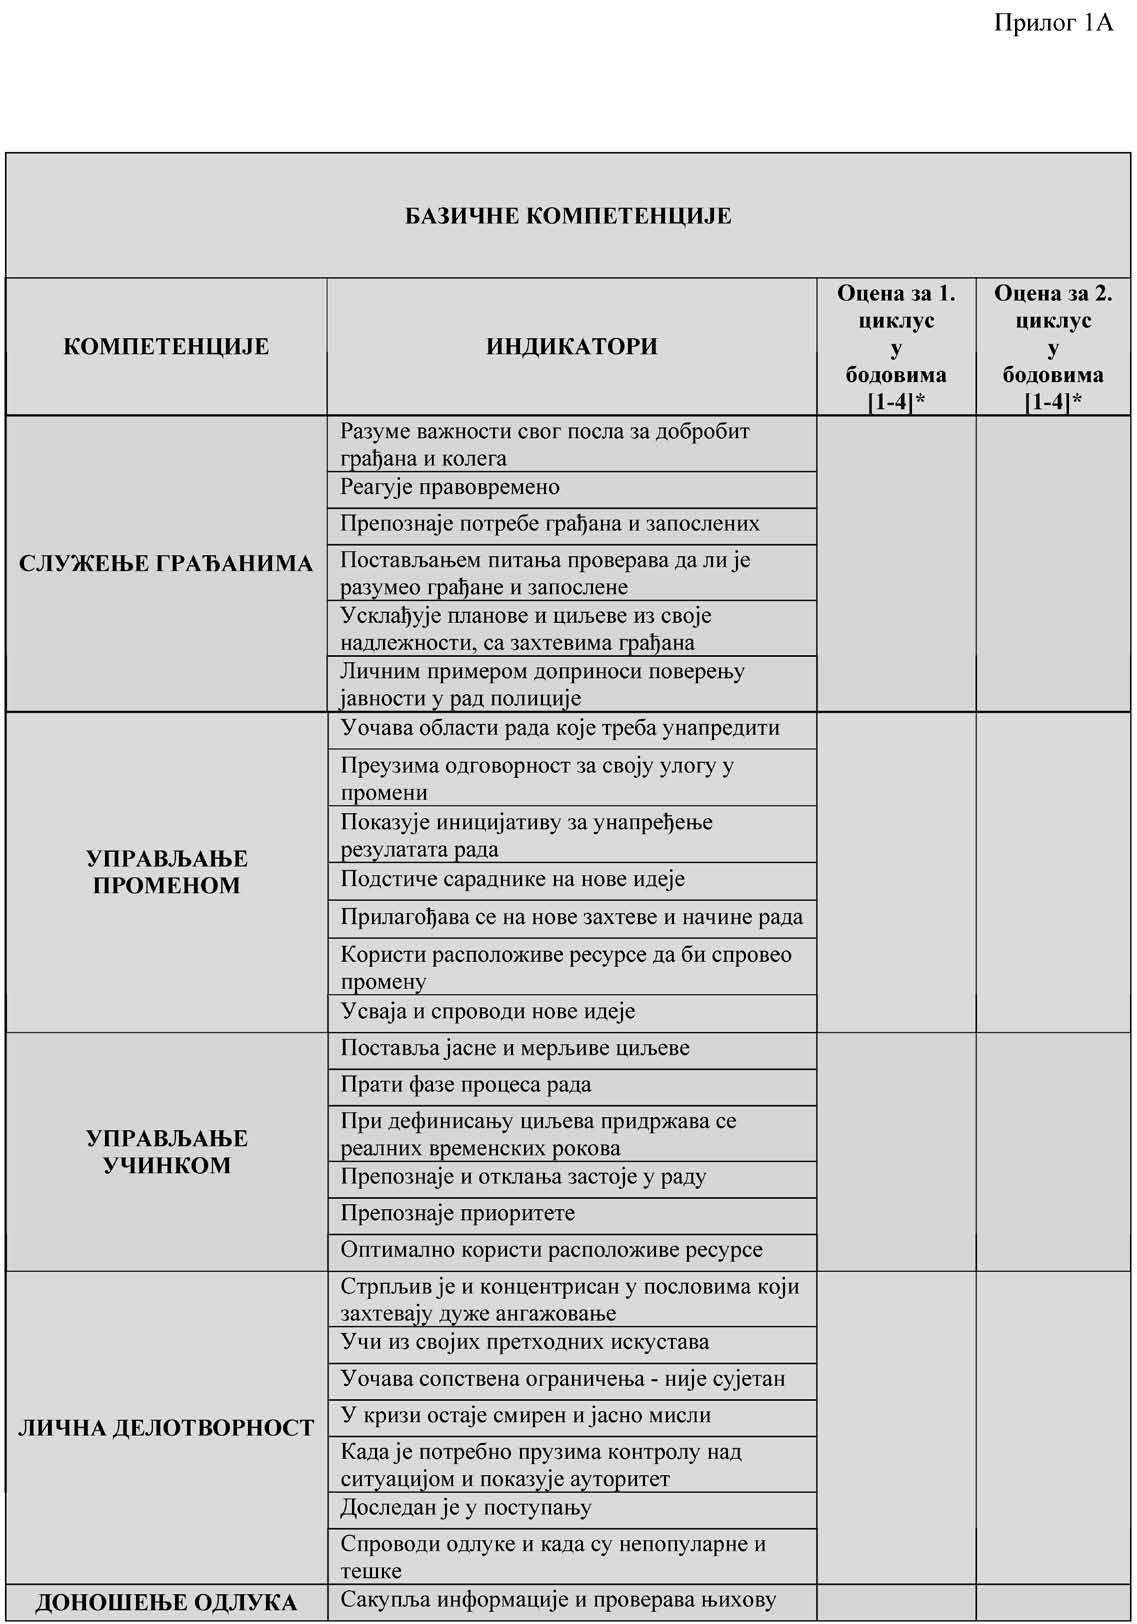 Прилог 1А
БАЗИЧНЕ КОМПЕТЕНЦИЈЕ
КОМПЕТЕНЦИЈЕ
ИНДИКАТОРИ
Оцена за 1.
циклус
у
бодовима
[1-4]*
Оцена за 2.
циклус
у
бодовима
[1-4]*
СЛУЖЕЊЕ ГРАЂАНИМА
Разуме важности свог посла за добробит
грађана и колега
Реагује правовремено
Препознаје потребе грађана и запослених
Постављањем питања проверава да ли је
разумео грађане и запослене
Усклађује планове и циљеве из своје
надлежности, са захтевима грађана
Личним примером доприноси поверењу
јавности у рад полиције
УПРАВЉАЊЕ
ПРОМЕНОМ
Уочава области рада које треба унапредити
Преузима одговорност за своју улогу у
промени
Показује иницијативу за унапређење
резулатата рада
Подстиче сараднике на нове идеје
Прилагођава се на нове захтеве и начине рада
Користи расположиве ресурсе да би спровео
промену
Усваја и спроводи нове идеје
УПРАВЉАЊЕ
УЧИНКОМ
Поставља јасне и мерљиве циљеве
Прати фазе процеса рада
При дефинисању циљева придржава се
реалних временских рокова
Препознаје и отклања застоје у раду
Препознаје приоритете
Оптимално користи расположиве ресурсе
ЛИЧНА ДЕЛОТВОРНОСТ
Стрпљив је и концентрисан у пословима који
захтевају дуже ангажовање
Учи из својих претходних искустава
Уочава сопствена ограничења - није сујетан
У кризи остаје смирен и јасно мисли
Када је потребно прузима контролу над
ситуацијом и показује ауторитет
Доследан је у поступању
Спроводи одлуке и када су непопуларне и
тешке
ДОНОШЕЊЕ ОДЛУКА
Сакупља информације и проверава њихову